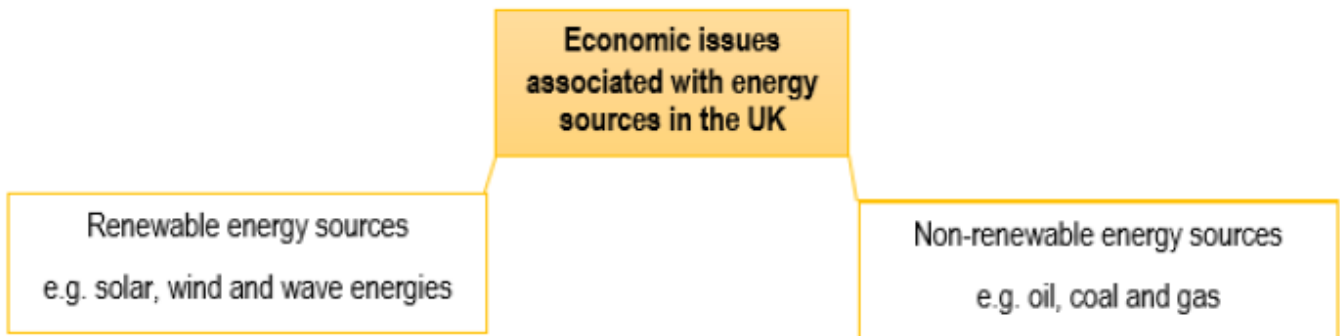 Economic issues
associated with energy
sources in the UK
Renewable energy sources
e.g. solar, wind and wave energies
Non-renewable energy sources
e.g. oil, coal and gas